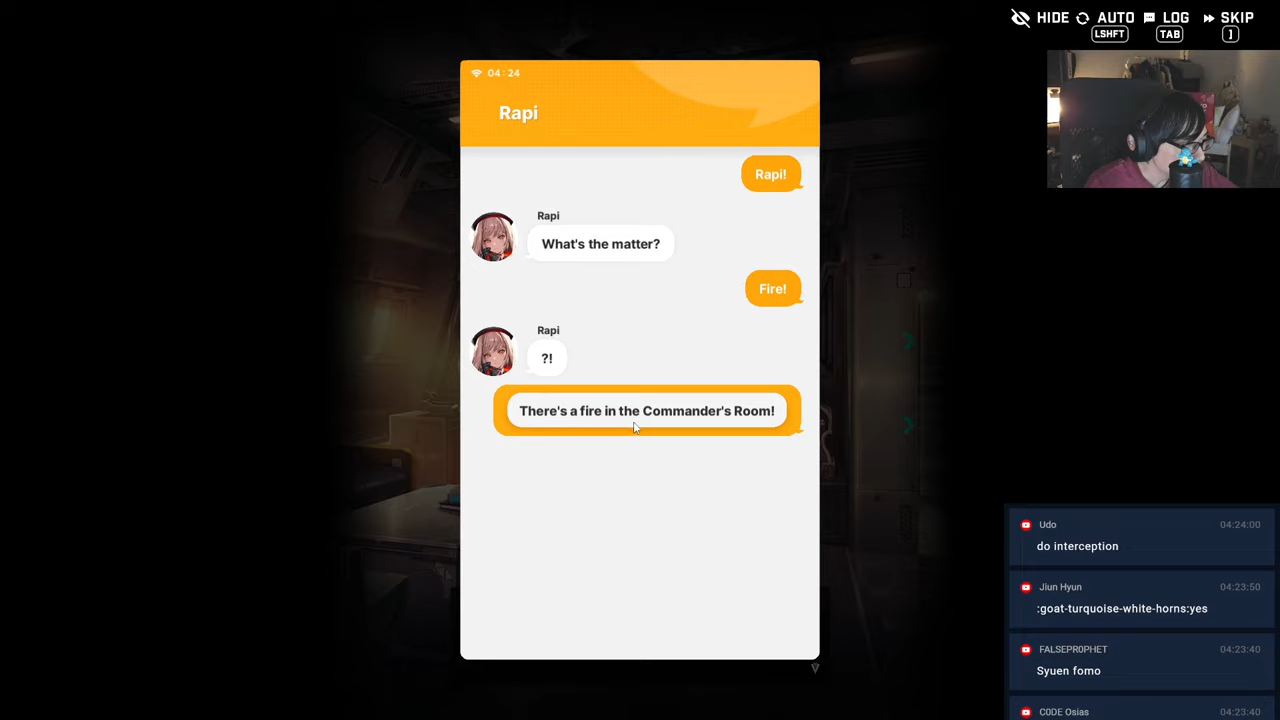 HIDE
AUTO
LOG
SKIP
LSHFT
TAB
]
04:24
Rapi
Rapi!
Rapi
What's the matter?
Fire!
Rapi
?!
There's a fire in the Commander's Room!
Udo
04:24:00
do interception
Jiun Hyun
04:23:50
:goat-turquoise-white-horns:yes
FALSEPR0PHET
04:23:40
Syuen fomo
C0DE Osias
04:23:40